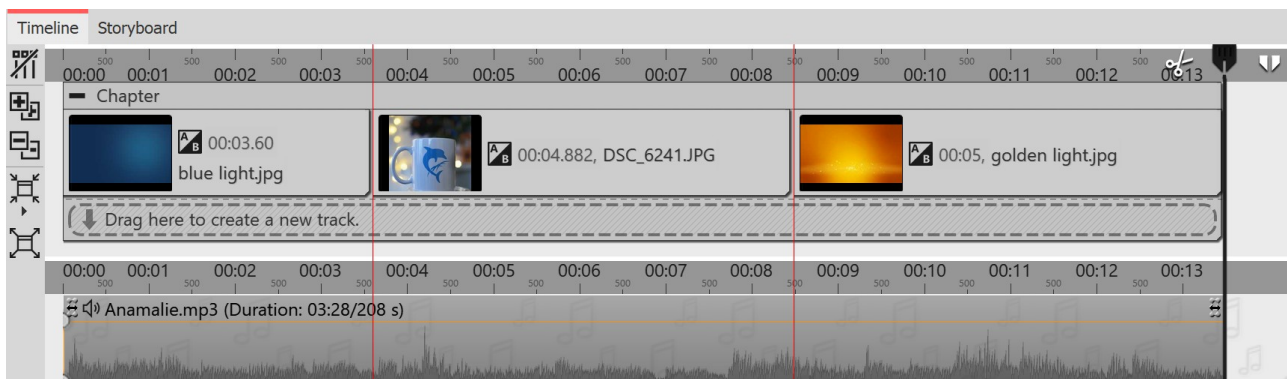 Timeline Storyboard
500 500 500 500 500 500 500 500 500 500 500 500 500
00:00 00:01 00:02 00:03 00:04 00:05 00:06 00:07 00:08 00:09 00:10 00:11 00:12 00:13
Chapter
A B 00:03.60
blue light.jpg
A B 00:04.882, DSC_6241.JPG
A B 00:05, golden light.jpg
Drag here to create a new track.
00:00 00:01 00:02 00:03 00:04 00:05 00:06 00:07 00:08 00:09 00:10 00:11 00:12 00:13
500 500 500 500 500 500 500 500 500 500 500 500 500
Anamalie.mp3 (Duration: 03:28/208 s)